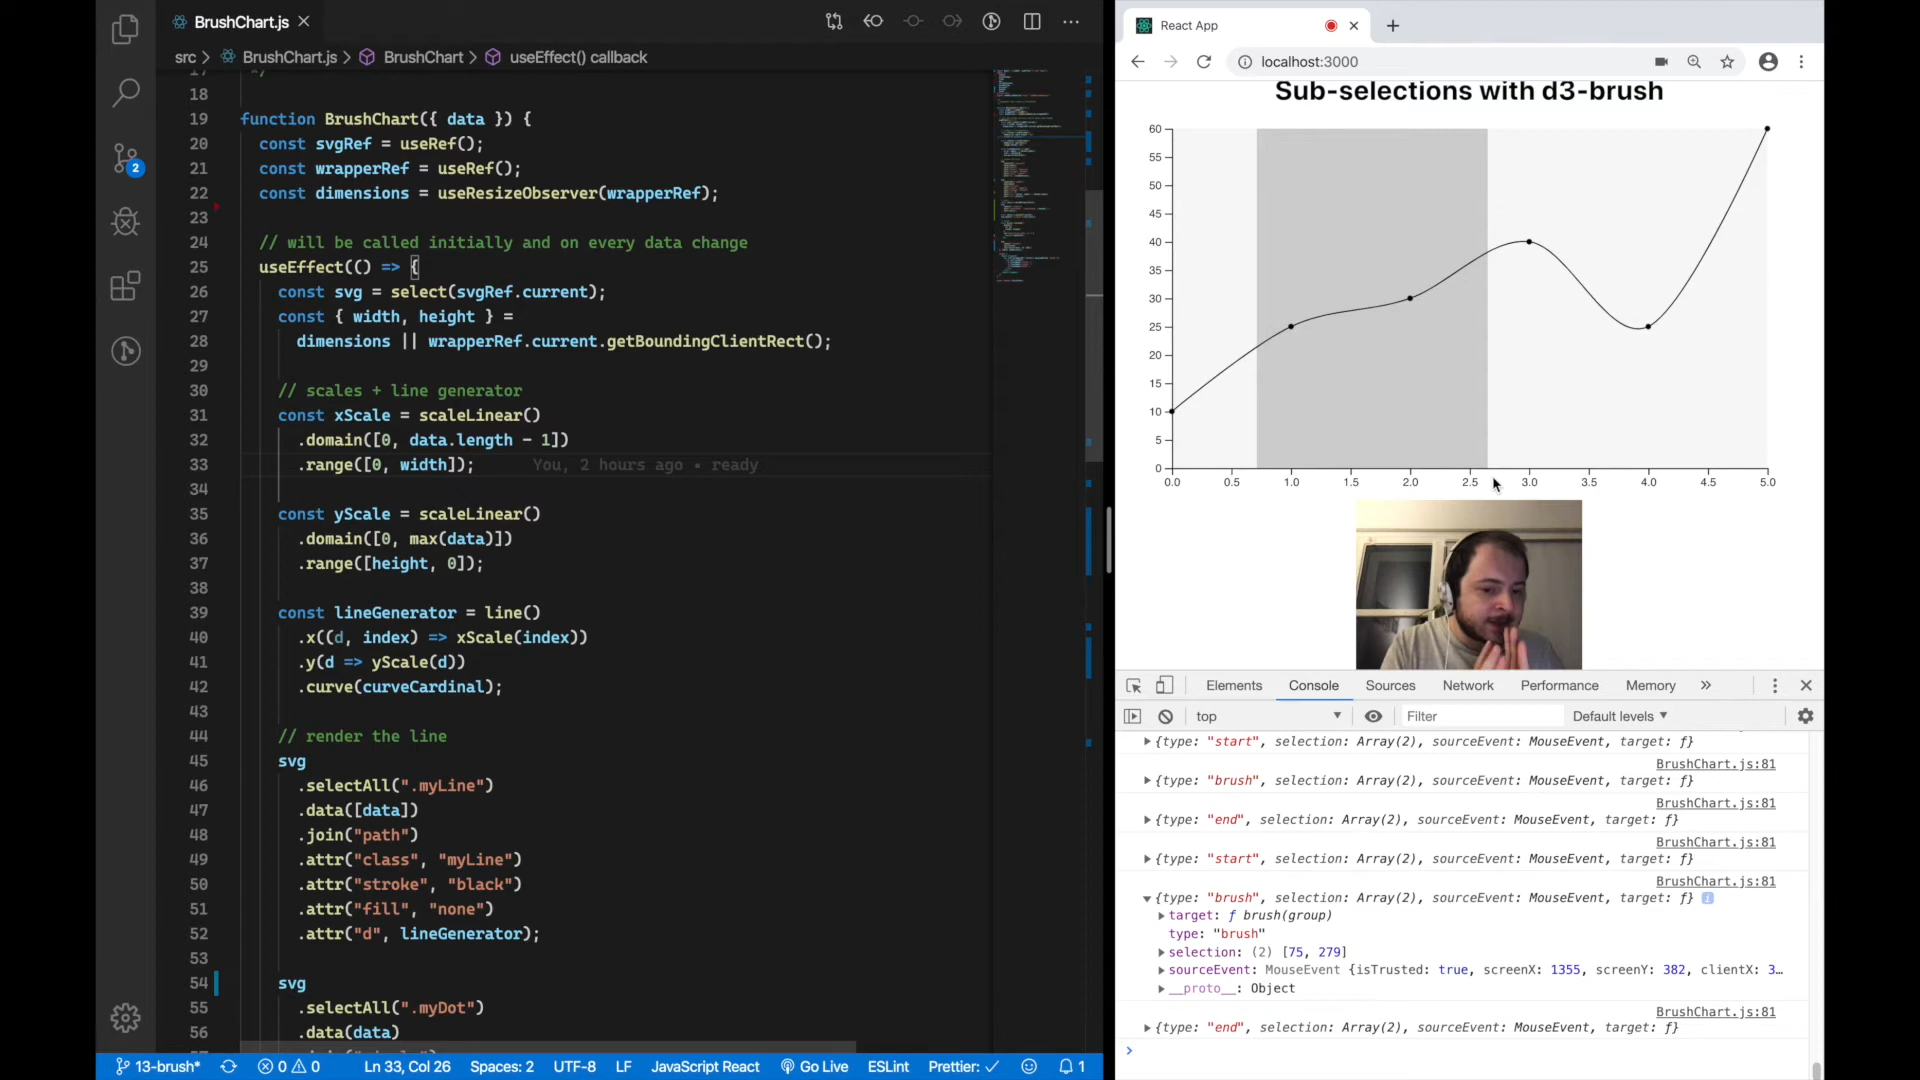 BrushChart.js
src > BrushChart.js > BrushChart > useEffect() callback
18
19 function BrushChart({ data }) {
20 const svgRef = useRef();
21 const wrapperRef = useRef();
22 const dimensions = useResizeObserver(wrapperRef);
23
24 // will be called initially and on every data change
25 useEffect(() => {
26 const svg = select(svgRef.current);
27 const { width, height } =
28 dimensions || wrapperRef.current.getBoundingClientRect();
29
30 // scales + line generator
31 const xScale = scaleLinear()
32 .domain([0, data.length - 1])
33 .range([0, width]); You, 2 hours ago • ready
34
35 const yScale = scaleLinear()
36 .domain([0, max(data)])
37 .range([height, 0]);
38
39 const lineGenerator = line()
40 .x((d, index) => xScale(index))
41 .y(d => yScale(d))
42 .curve(curveCardinal);
43
44 // render the line
45 svg
46 .selectAll(".myLine")
47 .data([data])
48 .join("path")
49 .attr("class", "myLine")
50 .attr("stroke", "black")
51 .attr("fill", "none")
52 .attr("d", lineGenerator);
53
54 svg
55 .selectAll(".myDot")
56 .data(data)
2
13-brush* 0 0 Ln 33, Col 26 Spaces: 2 UTF-8 LF JavaScript React Go Live ESLint Prettier: ✓ 1
React App
localhost:3000
Sub-selections with d3-brush
60
55
50
45
40
35
30
25
20
15
10
5
0
0.0 0.5 1.0 1.5 2.0 2.5 3.0 3.5 4.0 4.5 5.0
Elements Console Sources Network Performance Memory »
top Filter Default levels
{type: "start", selection: Array(2), sourceEvent: MouseEvent, target: ƒ}
BrushChart.js:81
{type: "brush", selection: Array(2), sourceEvent: MouseEvent, target: ƒ}
BrushChart.js:81
{type: "end", selection: Array(2), sourceEvent: MouseEvent, target: ƒ}
BrushChart.js:81
{type: "start", selection: Array(2), sourceEvent: MouseEvent, target: ƒ}
BrushChart.js:81
{type: "brush", selection: Array(2), sourceEvent: MouseEvent, target: ƒ} i
target: ƒ brush(group)
type: "brush"
selection: (2) [75, 279]
sourceEvent: MouseEvent {isTrusted: true, screenX: 1355, screenY: 382, clientX: 3…
__proto__: Object
BrushChart.js:81
{type: "end", selection: Array(2), sourceEvent: MouseEvent, target: ƒ}
>